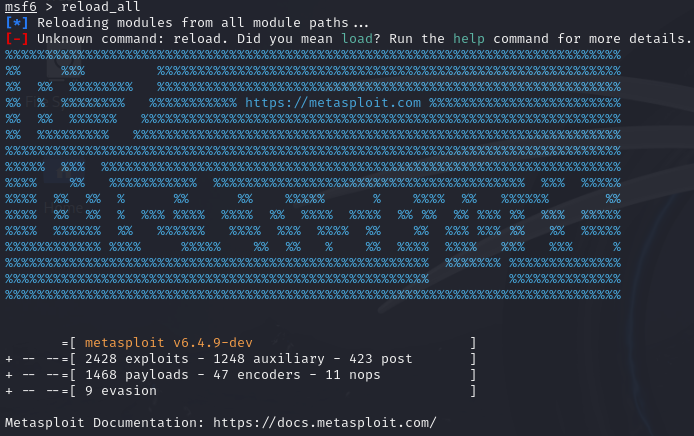 msf6 > reload_all
[*] Reloading modules from all module paths...
[-] Unknown command: reload. Did you mean load? Run the help command for more details.
https://metasploit.com
=[ metasploit v6.4.9-dev ]
+ -- --=[ 2428 exploits - 1248 auxiliary - 423 post ]
+ -- --=[ 1468 payloads - 47 encoders - 11 nops ]
+ -- --=[ 9 evasion ]
Metasploit Documentation: https://docs.metasploit.com/